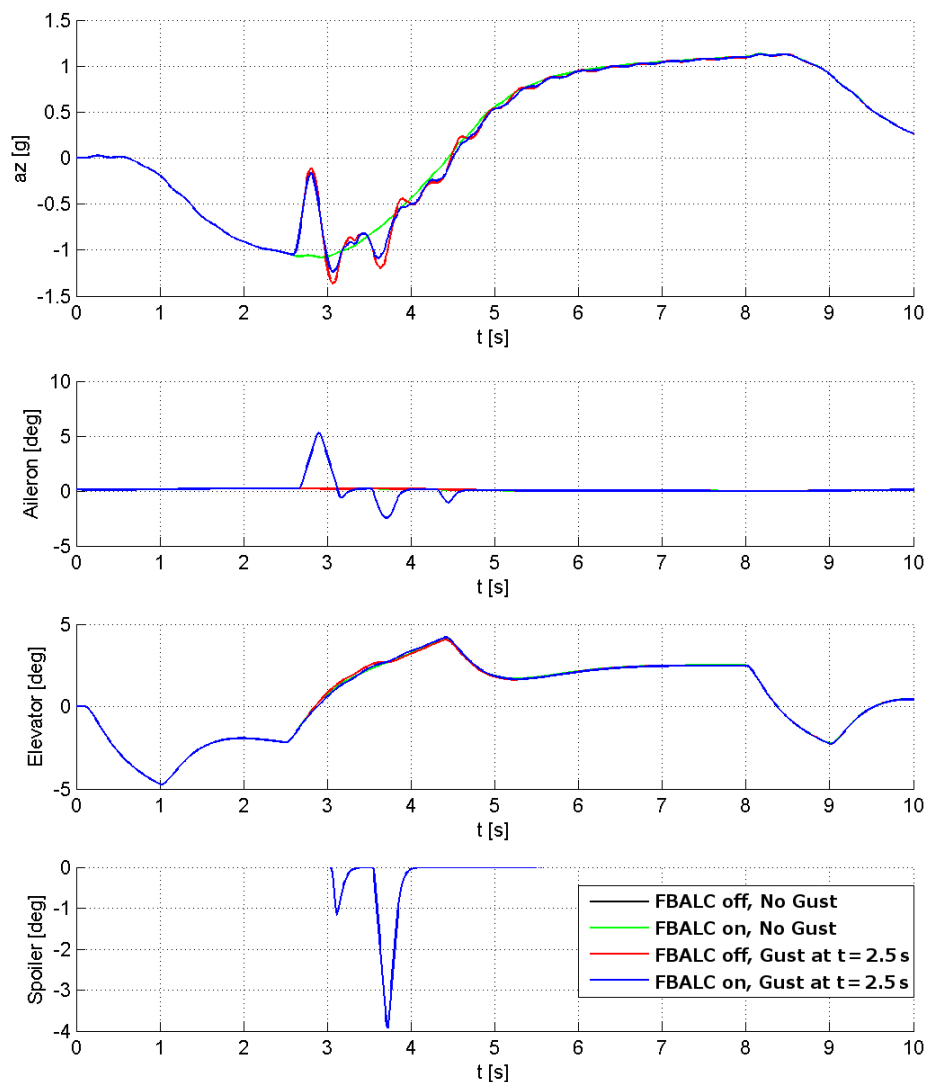 1.5
1
0.5
0
-0.5
-1
-1.5
az [g]
0 1 2 3 4 5 6 7 8 9 10
t [s]
10
5
0
-5
Aileron [deg]
0 1 2 3 4 5 6 7 8 9 10
t [s]
5
0
-5
Elevator [deg]
0 1 2 3 4 5 6 7 8 9 10
t [s]
0
-1
-2
-3
-4
Spoiler [deg]
FBALC off, No Gust
FBALC on, No Gust
FBALC off, Gust at t = 2.5 s
FBALC on, Gust at t = 2.5 s
0 1 2 3 4 5 6 7 8 9 10
t [s]